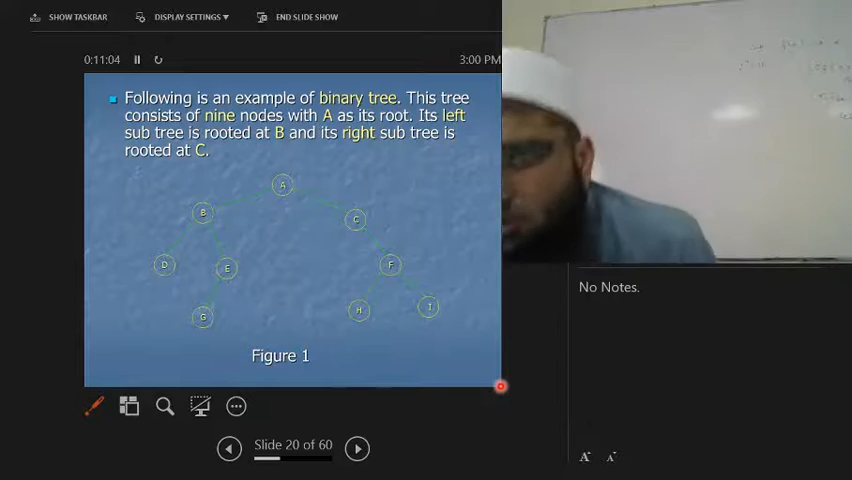 SHOW TASKBAR
DISPLAY SETTINGS
END SLIDE SHOW
0:11:04
3:00 PM
Following is an example of binary tree. This tree
consists of nine nodes with A as its root. Its left
sub tree is rooted at B and its right sub tree is
rooted at C.
A
B
C
D
E
F
G
H
I
Figure 1
No Notes.
Slide 20 of 60
A A